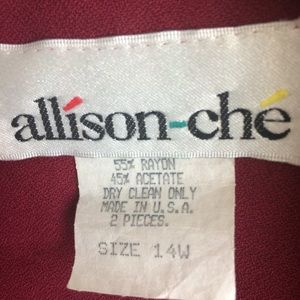 allison-ché
55% RAYON
45% ACETATE
DRY CLEAN ONLY
MADE IN U.S.A.
2 PIECES.
SIZE 14W